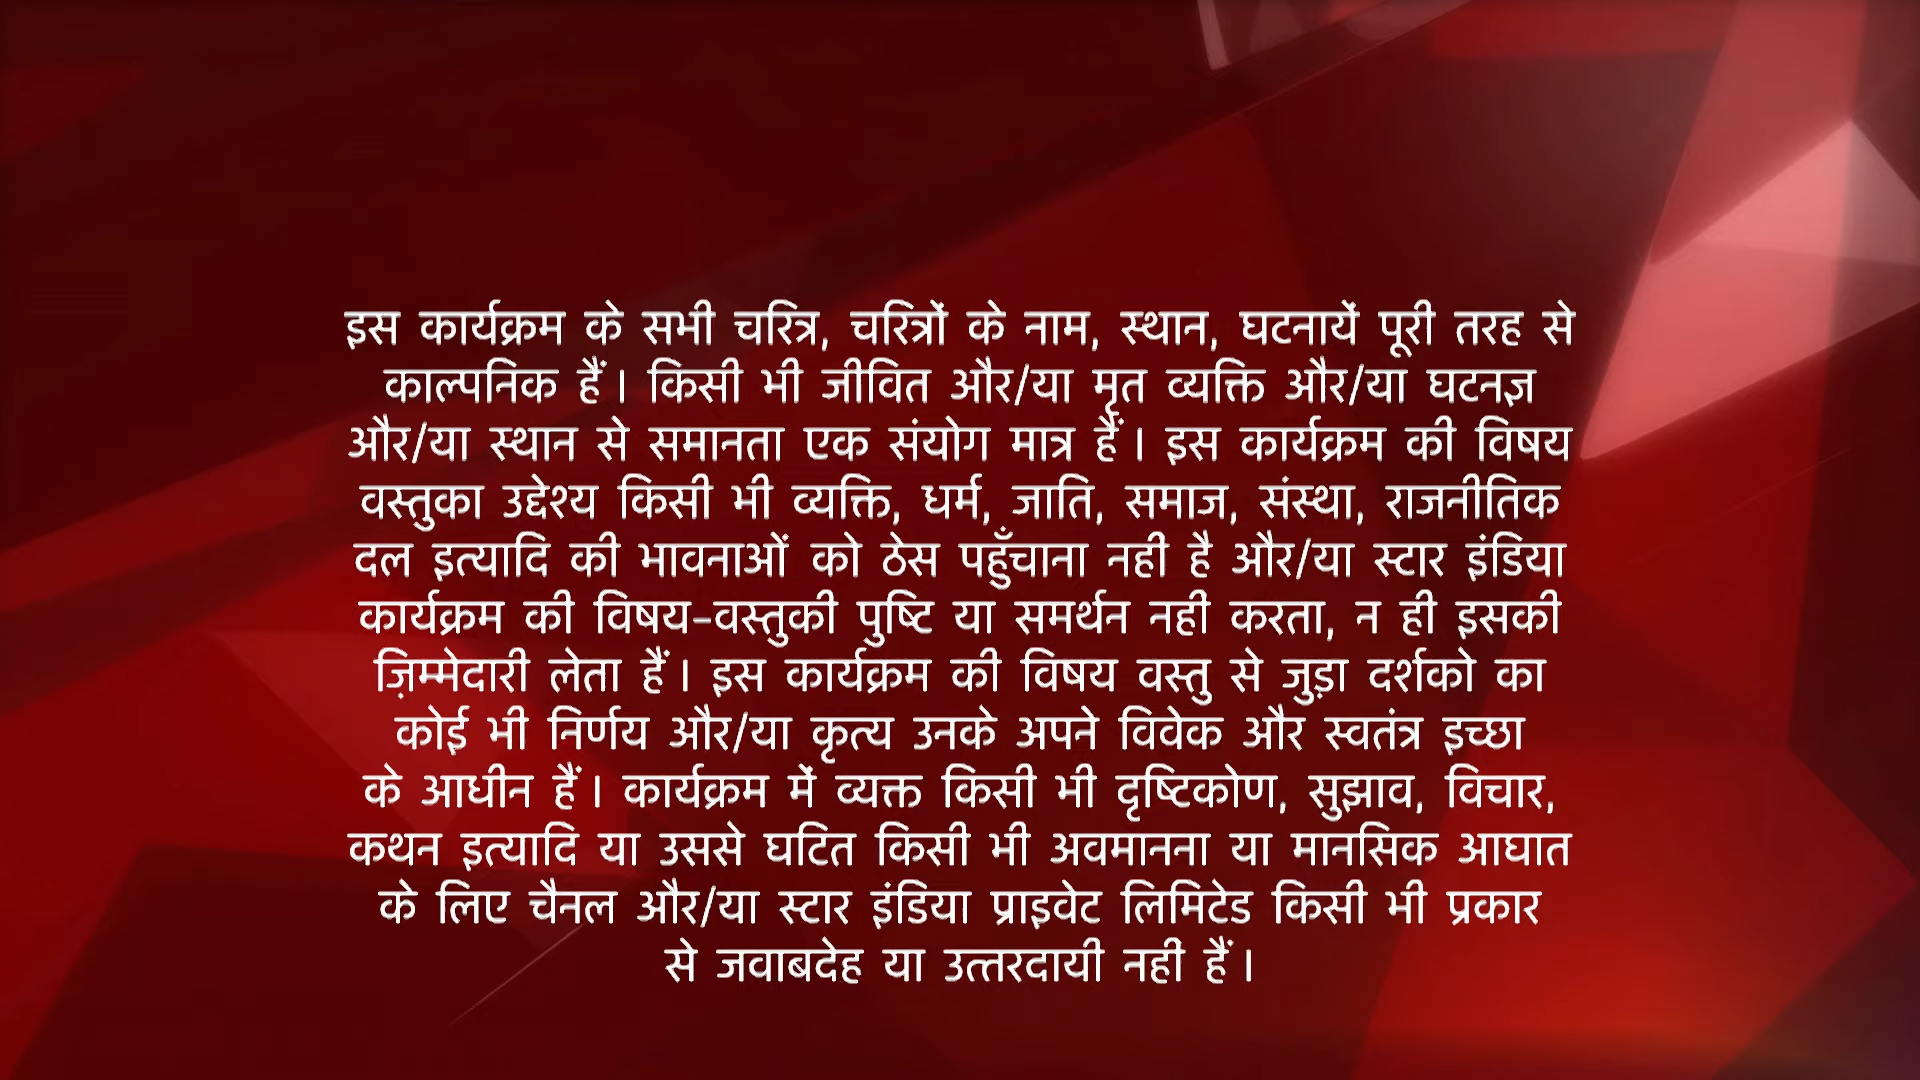 इस कार्यक्रम के सभी चरित्र, चरित्रों के नाम, स्थान, घटनायें पूरी तरह से
काल्पनिक हैं। किसी भी जीवित और/या मृत व्यक्ति और/या घटनज्ञ
और/या स्थान से समानता एक संयोग मात्र हैं। इस कार्यक्रम की विषय
वस्तुका उद्देश्य किसी भी व्यक्ति, धर्म, जाति, समाज, संस्था, राजनीतिक
दल इत्यादि की भावनाओं को ठेस पहुँचाना नही है और/या स्टार इंडिया
कार्यक्रम की विषय-वस्तुकी पुष्टि या समर्थन नही करता, न ही इसकी
ज़िम्मेदारी लेता हैं। इस कार्यक्रम की विषय वस्तु से जुड़ा दर्शको का
कोई भी निर्णय और/या कृत्य उनके अपने विवेक और स्वतंत्र इच्छा
के आधीन हैं। कार्यक्रम में व्यक्त किसी भी दृष्टिकोण, सुझाव, विचार,
कथन इत्यादि या उससे घटित किसी भी अवमानना या मानसिक आघात
के लिए चैनल और/या स्टार इंडिया प्राइवेट लिमिटेड किसी भी प्रकार
से जवाबदेह या उत्तरदायी नही हैं।